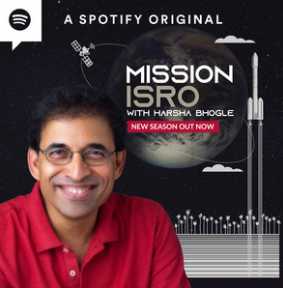 A SPOTIFY ORIGINAL
MISSION
ISRO
WITH HARSHA BHOGLE
NEW SEASON OUT NOW